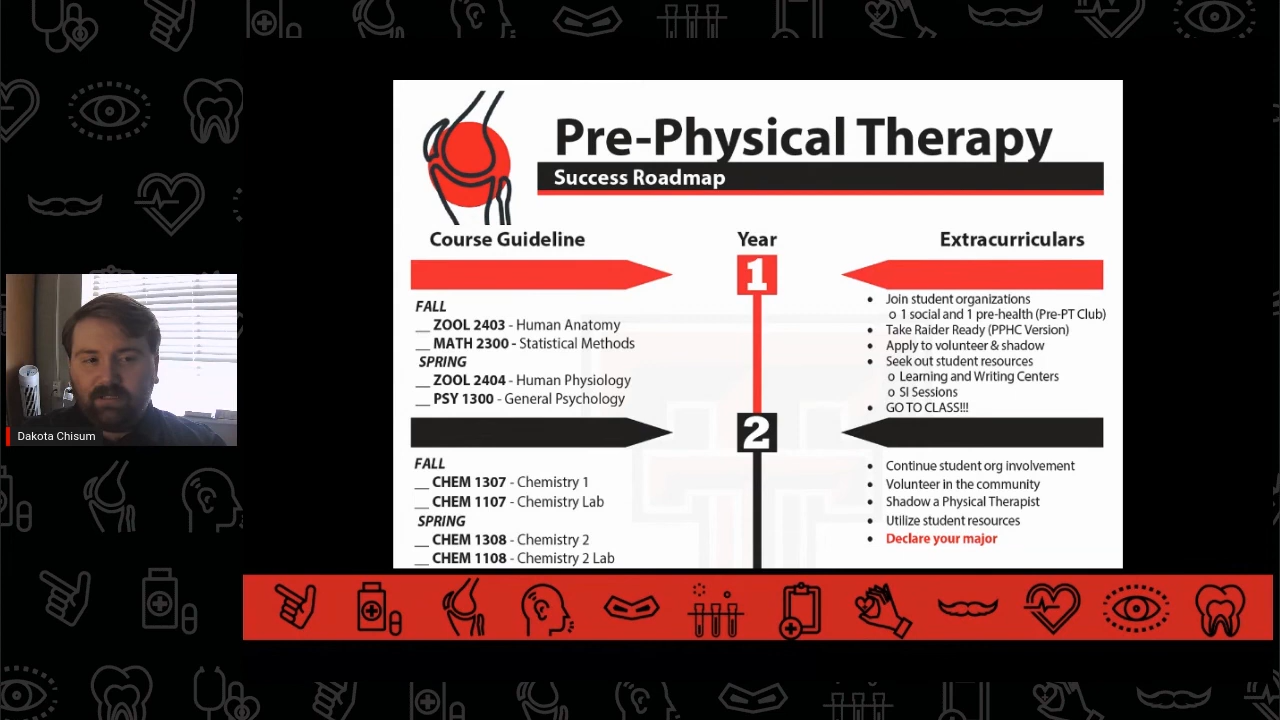 Pre-Physical Therapy
Success Roadmap
Course Guideline
Year
Extracurriculars
1
FALL
__ ZOOL 2403 - Human Anatomy
__ MATH 2300 - Statistical Methods
SPRING
__ ZOOL 2404 - Human Physiology
__ PSY 1300 - General Psychology
• Join student organizations
o 1 social and 1 pre-health (Pre-PT Club)
• Take Raider Ready (PPHC Version)
• Apply to volunteer & shadow
• Seek out student resources
o Learning and Writing Centers
o SI Sessions
• GO TO CLASS!!!
2
FALL
__ CHEM 1307 - Chemistry 1
__ CHEM 1107 - Chemistry Lab
SPRING
__ CHEM 1308 - Chemistry 2
__ CHEM 1108 - Chemistry 2 Lab
• Continue student org involvement
• Volunteer in the community
• Shadow a Physical Therapist
• Utilize student resources
• Declare your major
Dakota Chisum